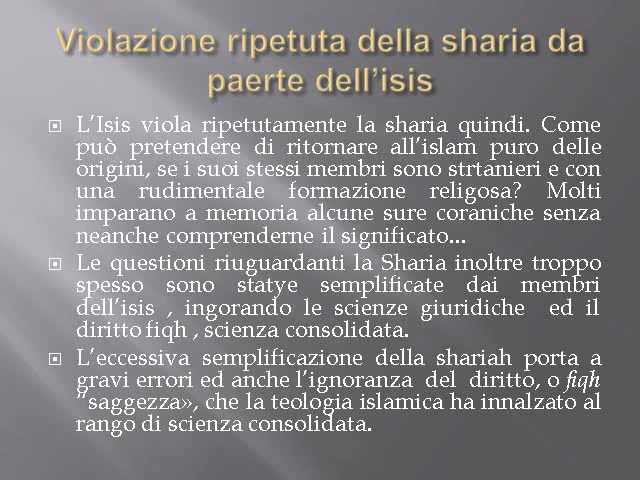 Violazione ripetuta della sharia da
paerte dell’isis
L’Isis viola ripetutamente la sharia quindi. Come
può pretendere di ritornare all’islam puro delle
origini, se i suoi stessi membri sono strtanieri e con
una rudimentale formazione religosa? Molti
imparano a memoria alcune sure coraniche senza
neanche comprenderne il significato...
Le questioni riuguardanti la Sharia inoltre troppo
spesso sono statye semplificate dai membri
dell’isis , ingorando le scienze giuridiche ed il
diritto fiqh , scienza consolidata.
L’eccessiva semplificazione della shariah porta a
gravi errori ed anche l’ignoranza del diritto, o fiqh
“saggezza», che la teologia islamica ha innalzato al
rango di scienza consolidata.